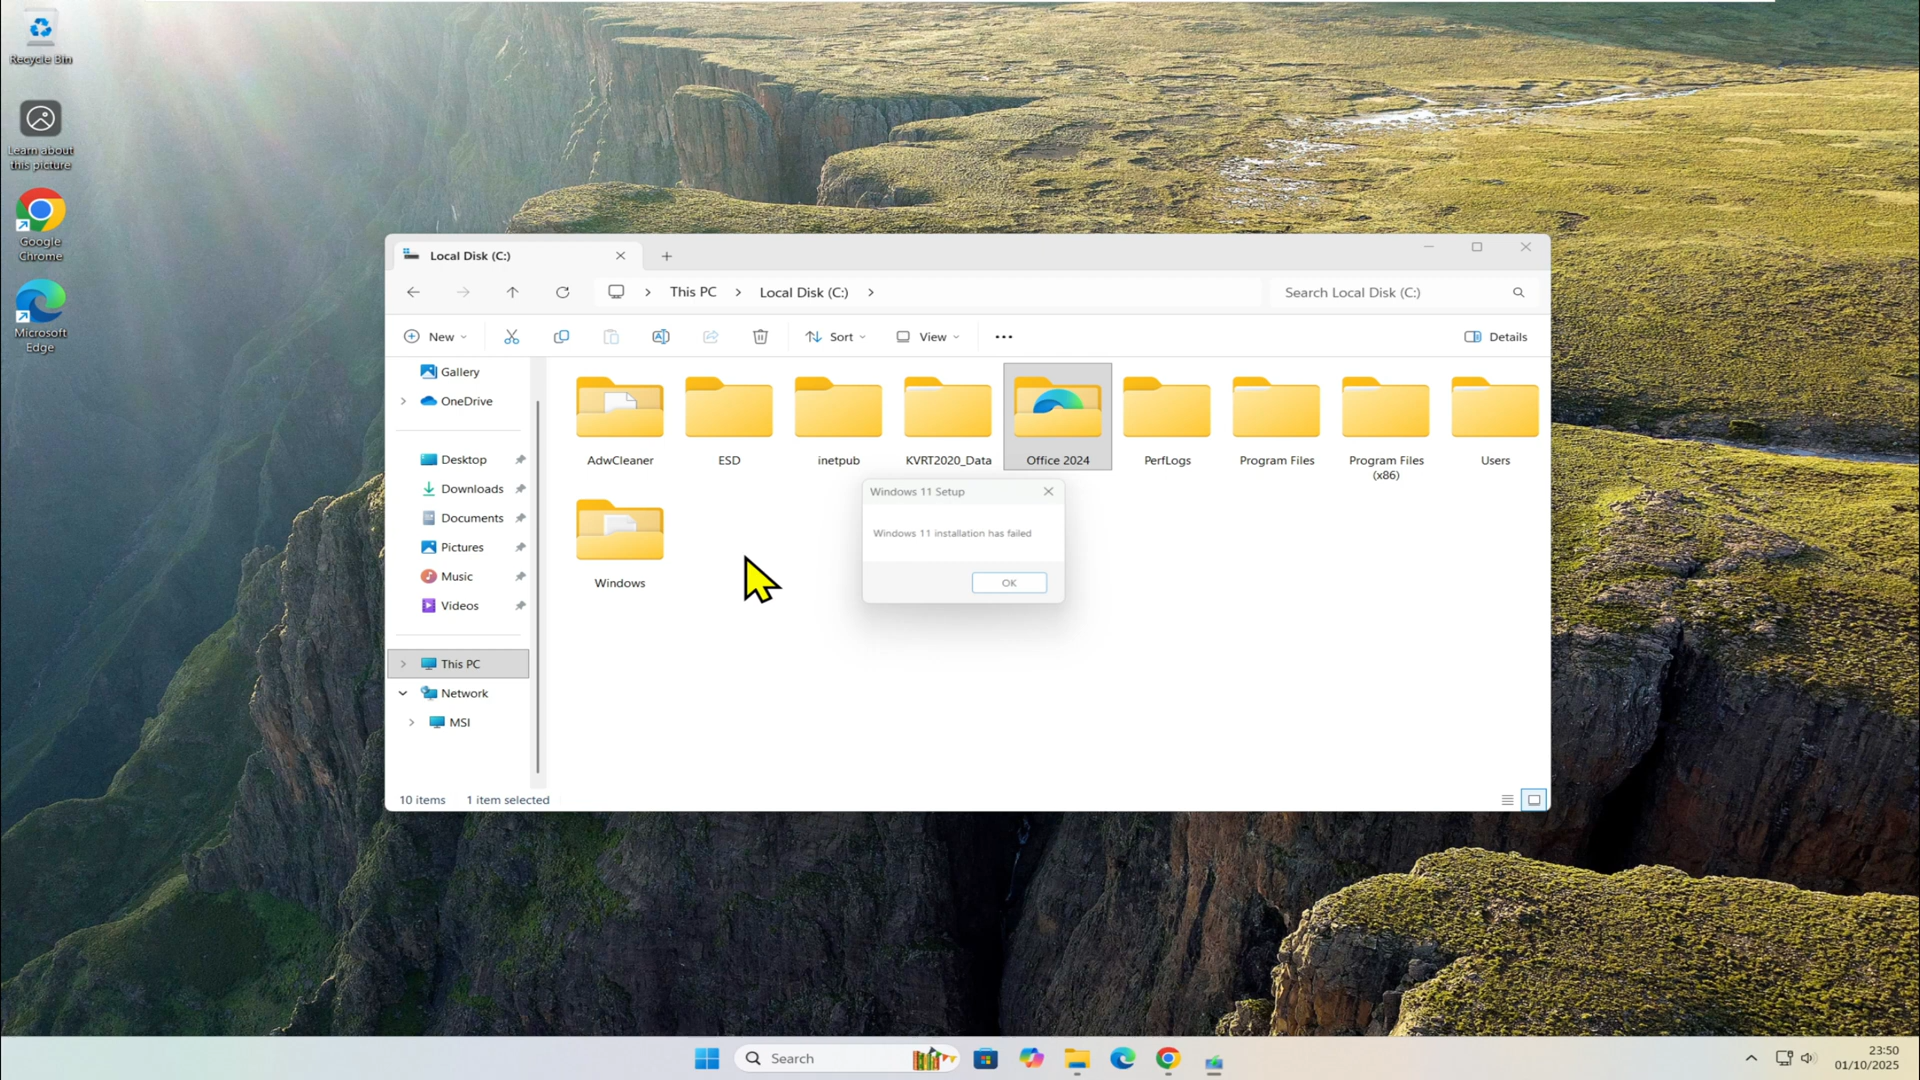 Recycle Bin
Learn about
this picture
Google
Chrome
Microsoft
Edge
Local Disk (C:)
This PC
Local Disk (C:)
Search Local Disk (C:)
New
Sort
View
Details
Gallery
OneDrive
Desktop
Downloads
Documents
Pictures
Music
Videos
This PC
Network
MSI
AdwCleaner
ESD
inetpub
KVRT2020_Data
Office 2024
PerfLogs
Program Files
Program Files
(x86)
Users
Windows
Windows 11 Setup
Windows 11 installation has failed
OK
10 items
1 item selected
Search
23:50
01/10/2025